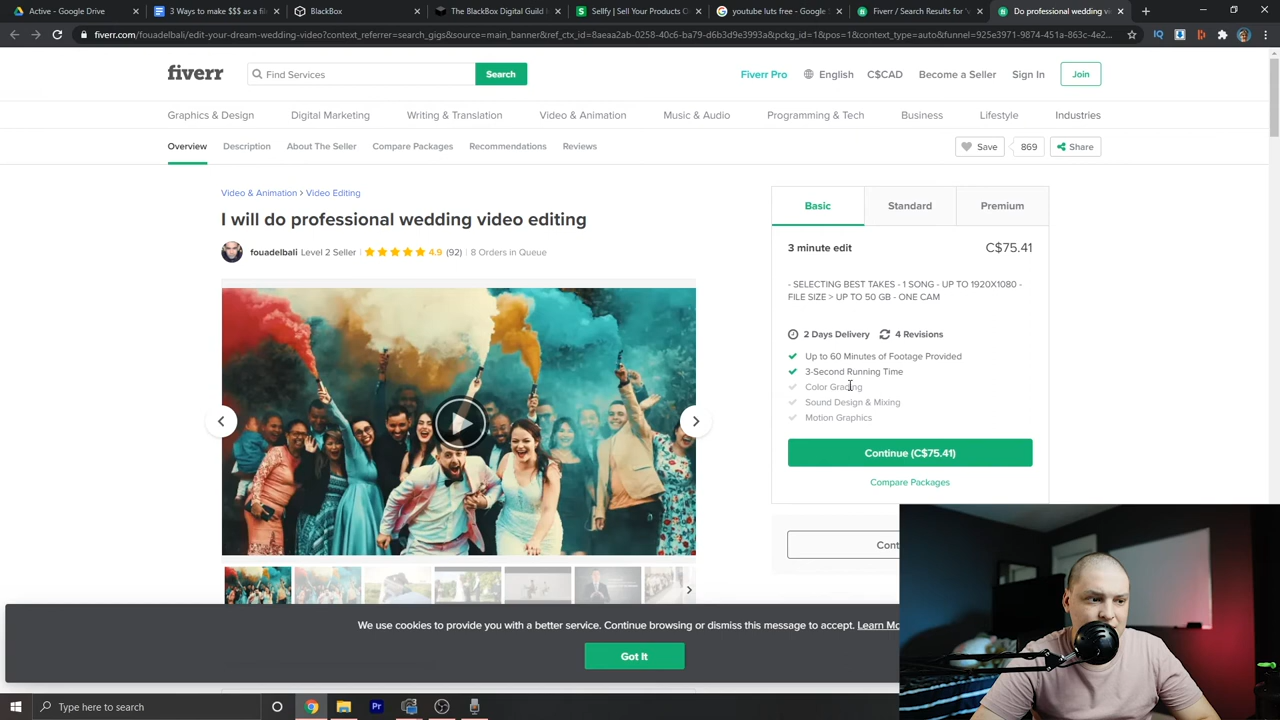 Active - Google Drive
3 Ways to make $$$ as a fil
BlackBox
The BlackBox Digital Guild
Sellfy | Sell Your Products O
youtube luts free - Google S
Fiverr | Search Results for '
Do professional wedding vi
fiverr.com/fouadelbali/edit-your-dream-wedding-video?context_referrer=search_gigs&source=main_banner&ref_ctx_id=8aeaa2ab-0258-40c6-ba79-d6b3d9e3993a&pckg_id=1&pos=1&context_type=auto&funnel=925e3971-9874-451a-863c-4e2...
fiverr
Find Services
Search
Fiverr Pro
English
C$CAD
Become a Seller
Sign In
Join
Graphics & Design
Digital Marketing
Writing & Translation
Video & Animation
Music & Audio
Programming & Tech
Business
Lifestyle
Industries
Overview
Description
About The Seller
Compare Packages
Recommendations
Reviews
Save
869
Share
Video & Animation > Video Editing
I will do professional wedding video editing
fouadelbali Level 2 Seller 4.9 (92) 8 Orders in Queue
Basic
Standard
Premium
3 minute edit
C$75.41
- SELECTING BEST TAKES - 1 SONG - UP TO 1920X1080 -
FILE SIZE > UP TO 50 GB - ONE CAM
2 Days Delivery
4 Revisions
Up to 60 Minutes of Footage Provided
3-Second Running Time
Color Grading
Sound Design & Mixing
Motion Graphics
Continue (C$75.41)
Compare Packages
Cont
We use cookies to provide you with a better service. Continue browsing or dismiss this message to accept. Learn Mo
Got It
Type here to search
Pr